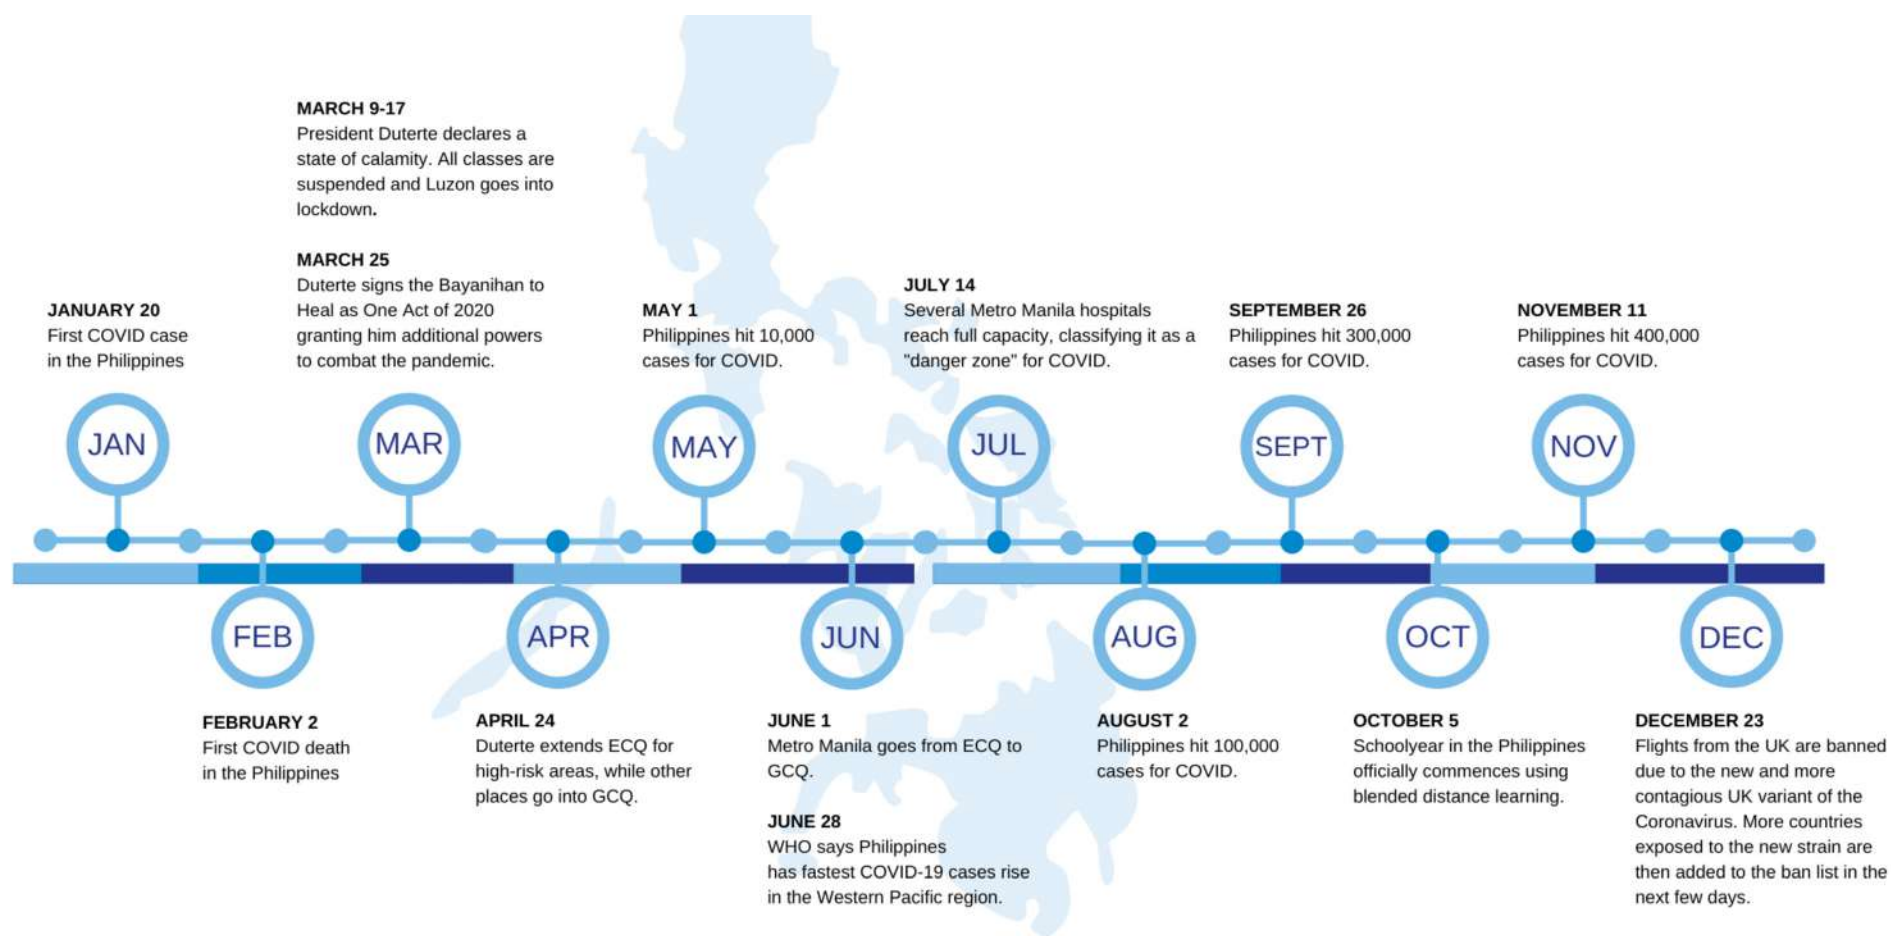 MARCH 9-17
President Duterte declares a
state of calamity. All classes are
suspended and Luzon goes into
lockdown.
MARCH 25
Duterte signs the Bayanihan to
Heal as One Act of 2020
granting him additional powers
to combat the pandemic.
JANUARY 20
First COVID case
in the Philippines
MAY 1
Philippines hit 10,000
cases for COVID.
JULY 14
Several Metro Manila hospitals
reach full capacity, classifying it as a
"danger zone" for COVID.
SEPTEMBER 26
Philippines hit 300,000
cases for COVID.
NOVEMBER 11
Philippines hit 400,000
cases for COVID.
JAN
MAR
MAY
JUL
SEPT
NOV
FEB
APR
JUN
AUG
OCT
DEC
FEBRUARY 2
First COVID death
in the Philippines
APRIL 24
Duterte extends ECQ for
high-risk areas, while other
places go into GCQ.
JUNE 1
Metro Manila goes from ECQ to
GCQ.
JUNE 28
WHO says Philippines
has fastest COVID-19 cases rise
in the Western Pacific region.
AUGUST 2
Philippines hit 100,000
cases for COVID.
OCTOBER 5
Schoolyear in the Philippines
officially commences using
blended distance learning.
DECEMBER 23
Flights from the UK are banned
due to the new and more
contagious UK variant of the
Coronavirus. More countries
exposed to the new strain are
then added to the ban list in the
next few days.